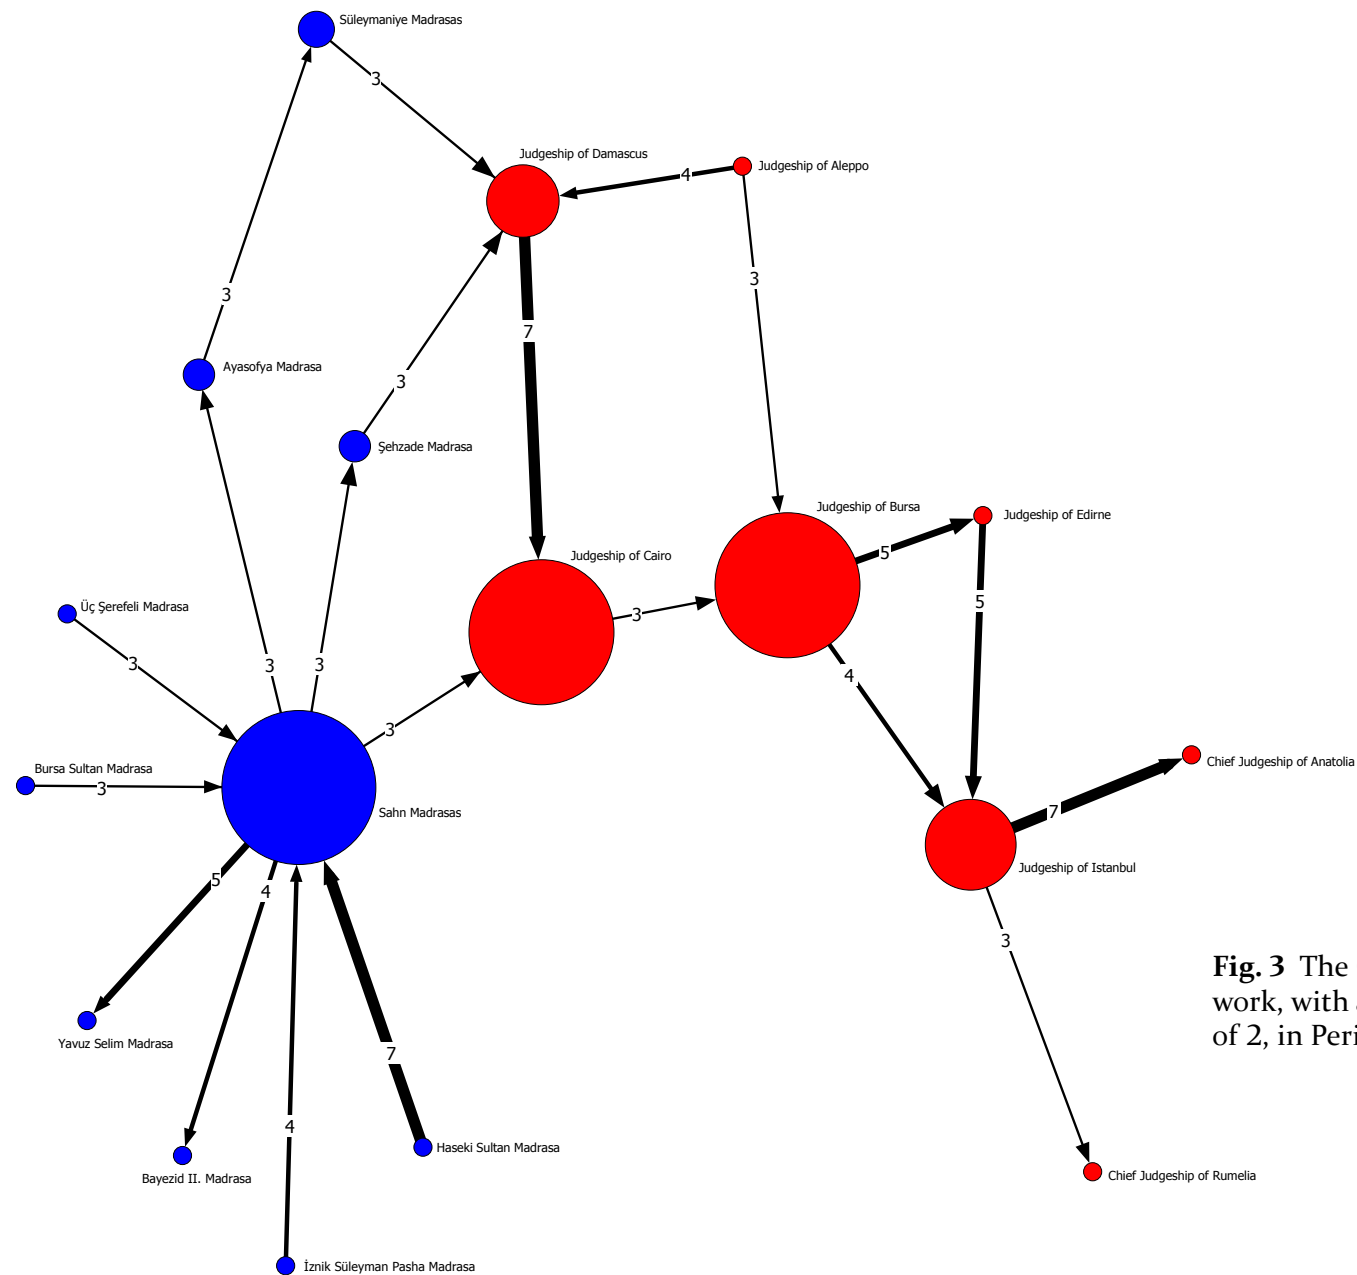 Süleymaniye Madrasas
3
Judgeship of Damascus
Judgeship of Aleppo
4
3
3
7
Ayasofya Madrasa
3
Şehzade Madrasa
Judgeship of Bursa
Judgeship of Edirne
5
Judgeship of Cairo
5
Üç Şerefeli Madrasa
3
3
3
3
4
3
Bursa Sultan Madrasa
3
Sahn Madrasas
Chief Judgeship of Anatolia
7
Judgeship of Istanbul
5
4
3
Fig. 3 The
work, with
of 2, in Peri
Yavuz Selim Madrasa
7
4
Haseki Sultan Madrasa
Bayezid II. Madrasa
Chief Judgeship of Rumelia
İznik Süleyman Pasha Madrasa